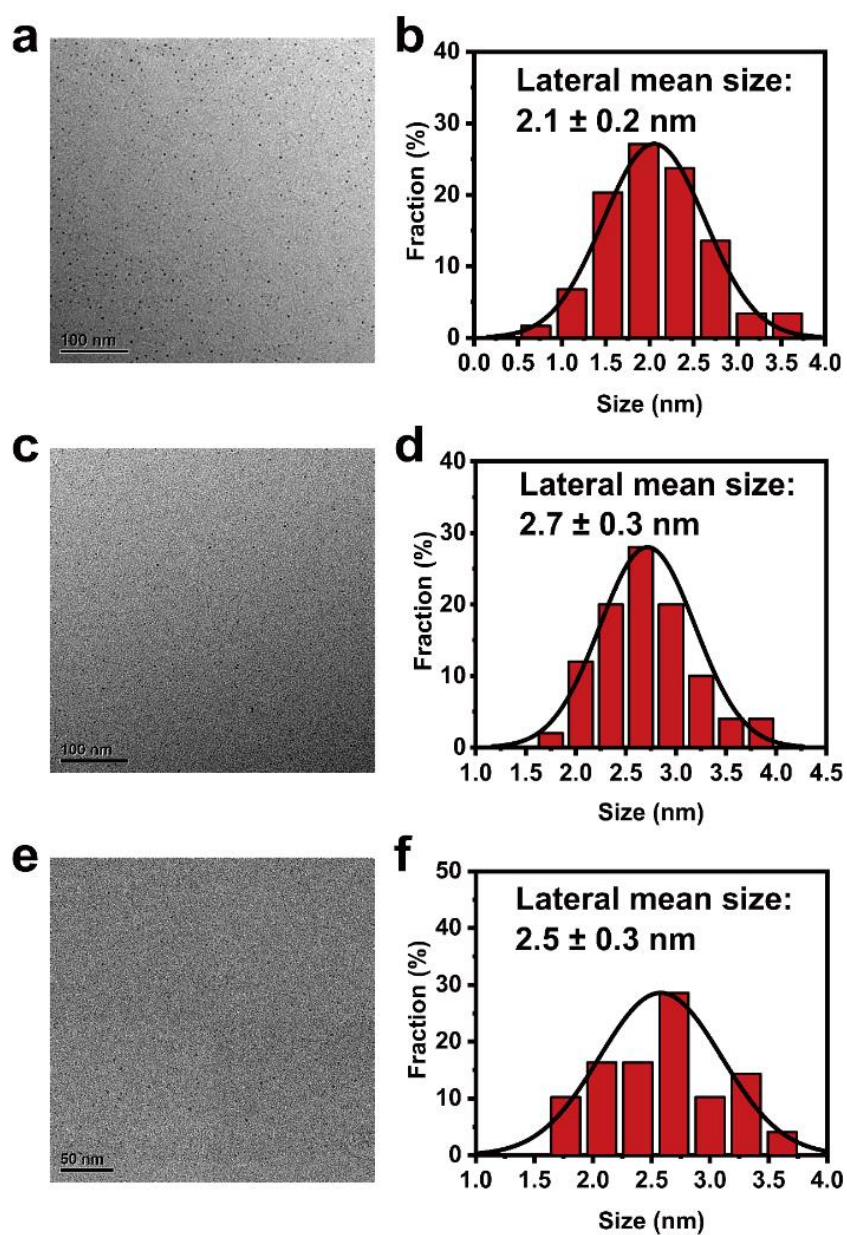 a
100 nm
b
Lateral mean size:
2.1 ± 0.2 nm
Fraction (%)
40
30
20
10
0
0.0 0.5 1.0 1.5 2.0 2.5 3.0 3.5 4.0
Size (nm)
c
100 nm
d
Lateral mean size:
2.7 ± 0.3 nm
Fraction (%)
40
30
20
10
0
1.0 1.5 2.0 2.5 3.0 3.5 4.0 4.5
Size (nm)
e
50 nm
f
Lateral mean size:
2.5 ± 0.3 nm
Fraction (%)
50
40
30
20
10
0
1.0 1.5 2.0 2.5 3.0 3.5 4.0
Size (nm)